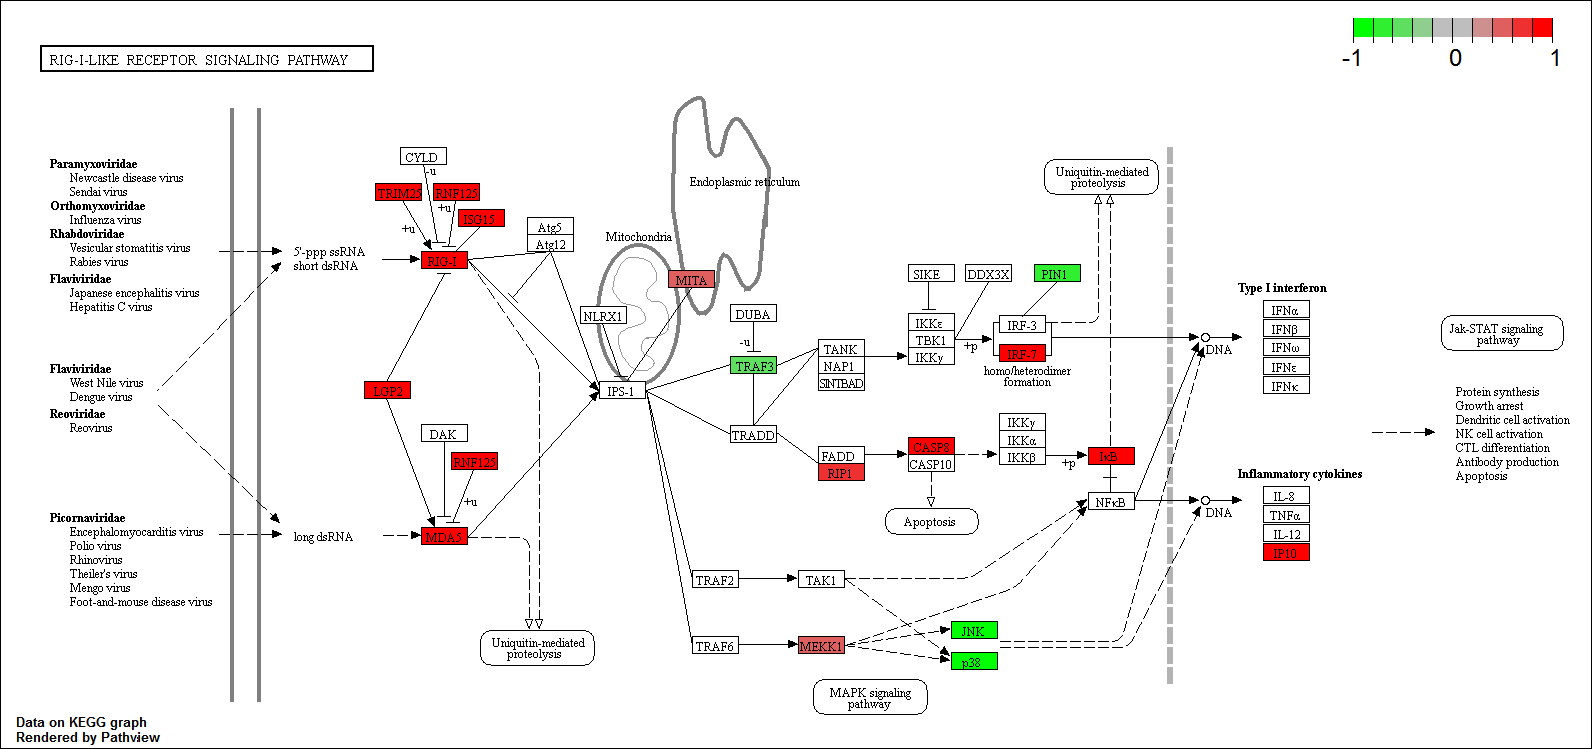 -1 0 1
RIG-I-LIKE RECEPTOR SIGNALING PATHWAY
Paramyxoviridae
Newcastle disease virus
Sendai virus
Orthomyxoviridae
Influenza virus
Rhabdoviridae
Vesicular stomatitis virus
Rabies virus
Flaviviridae
Japanese encephalitis virus
Hepatitis C virus
Flaviviridae
West Nile virus
Dengue virus
Reoviridae
Reovirus
Picornaviridae
Encephalomyocarditis virus
Polio virus
Rhinovirus
Theiler's virus
Mengo virus
Foot-and-mouse disease virus
5'-ppp ssRNA
short dsRNA
long dsRNA
CYLD
-u
TRIM25
RNF125
+u
+u
ISG15
RIG-I
Atg5
Atg12
LGP2
DAK
RNF125
+u
MDA5
Uniquitin-mediated
proteolysis
Mitochondria
Endoplasmic reticulum
MITA
NLRX1
IPS-1
DUBA
-u
TRAF3
TRADD
TANK
NAP1
SINTBAD
FADD
RIP1
TRAF2
TAK1
TRAF6
MEKK1
SIKE
DDX3X
PIN1
IKKε
TBK1
IKKγ
+p
IRF-3
IRF-7
homo/heterodimer
formation
Uniquitin-mediated
proteolysis
CASP8
CASP10
Apoptosis
IKKγ
IKKα
IKKβ
+p
IκB
NFκB
JNK
p38
MAPK signaling
pathway
DNA
DNA
Type I interferon
IFNα
IFNβ
IFNω
IFNε
IFNκ
Inflammatory cytokines
IL-8
TNFα
IL-12
IP10
Jak-STAT signaling
pathway
Protein synthesis
Growth arrest
Dendritic cell activation
NK cell activation
CTL differentiation
Antibody production
Apoptosis
Data on KEGG graph
Rendered by Pathview